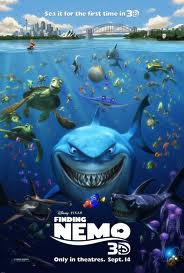 See it for the first time in 3D
Disney · PIXAR
FINDING
NEMO
3D
Only in theatres. Sept. 14